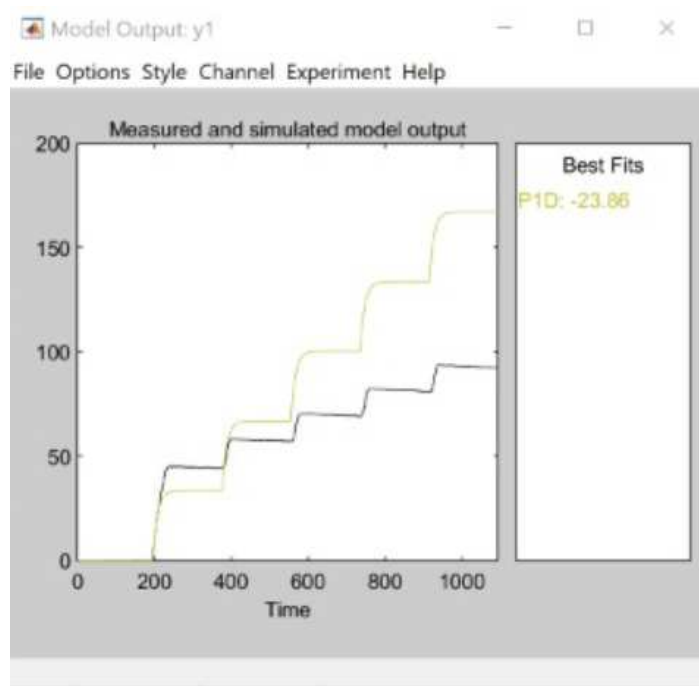 Model Output: y1
File Options Style Channel Experiment Help
Measured and simulated model output
200
150
100
50
0
0 200 400 600 800 1000
Time
Best Fits
P1D: -23.86